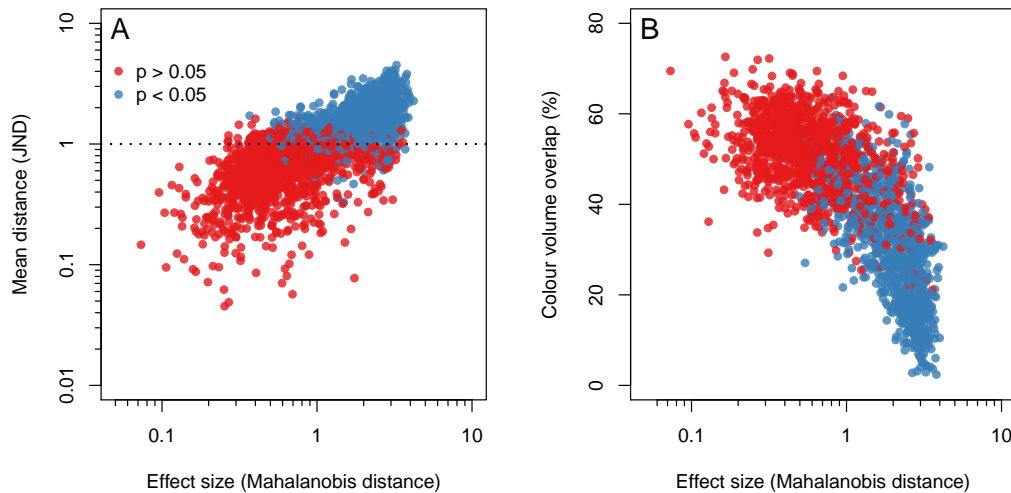 A
p > 0.05
p < 0.05
Mean distance (JND)
10
1
0.1
0.01
0.1 1 10
Effect size (Mahalanobis distance)
B
Colour volume overlap (%)
80
60
40
20
0
0.1 1 10
Effect size (Mahalanobis distance)